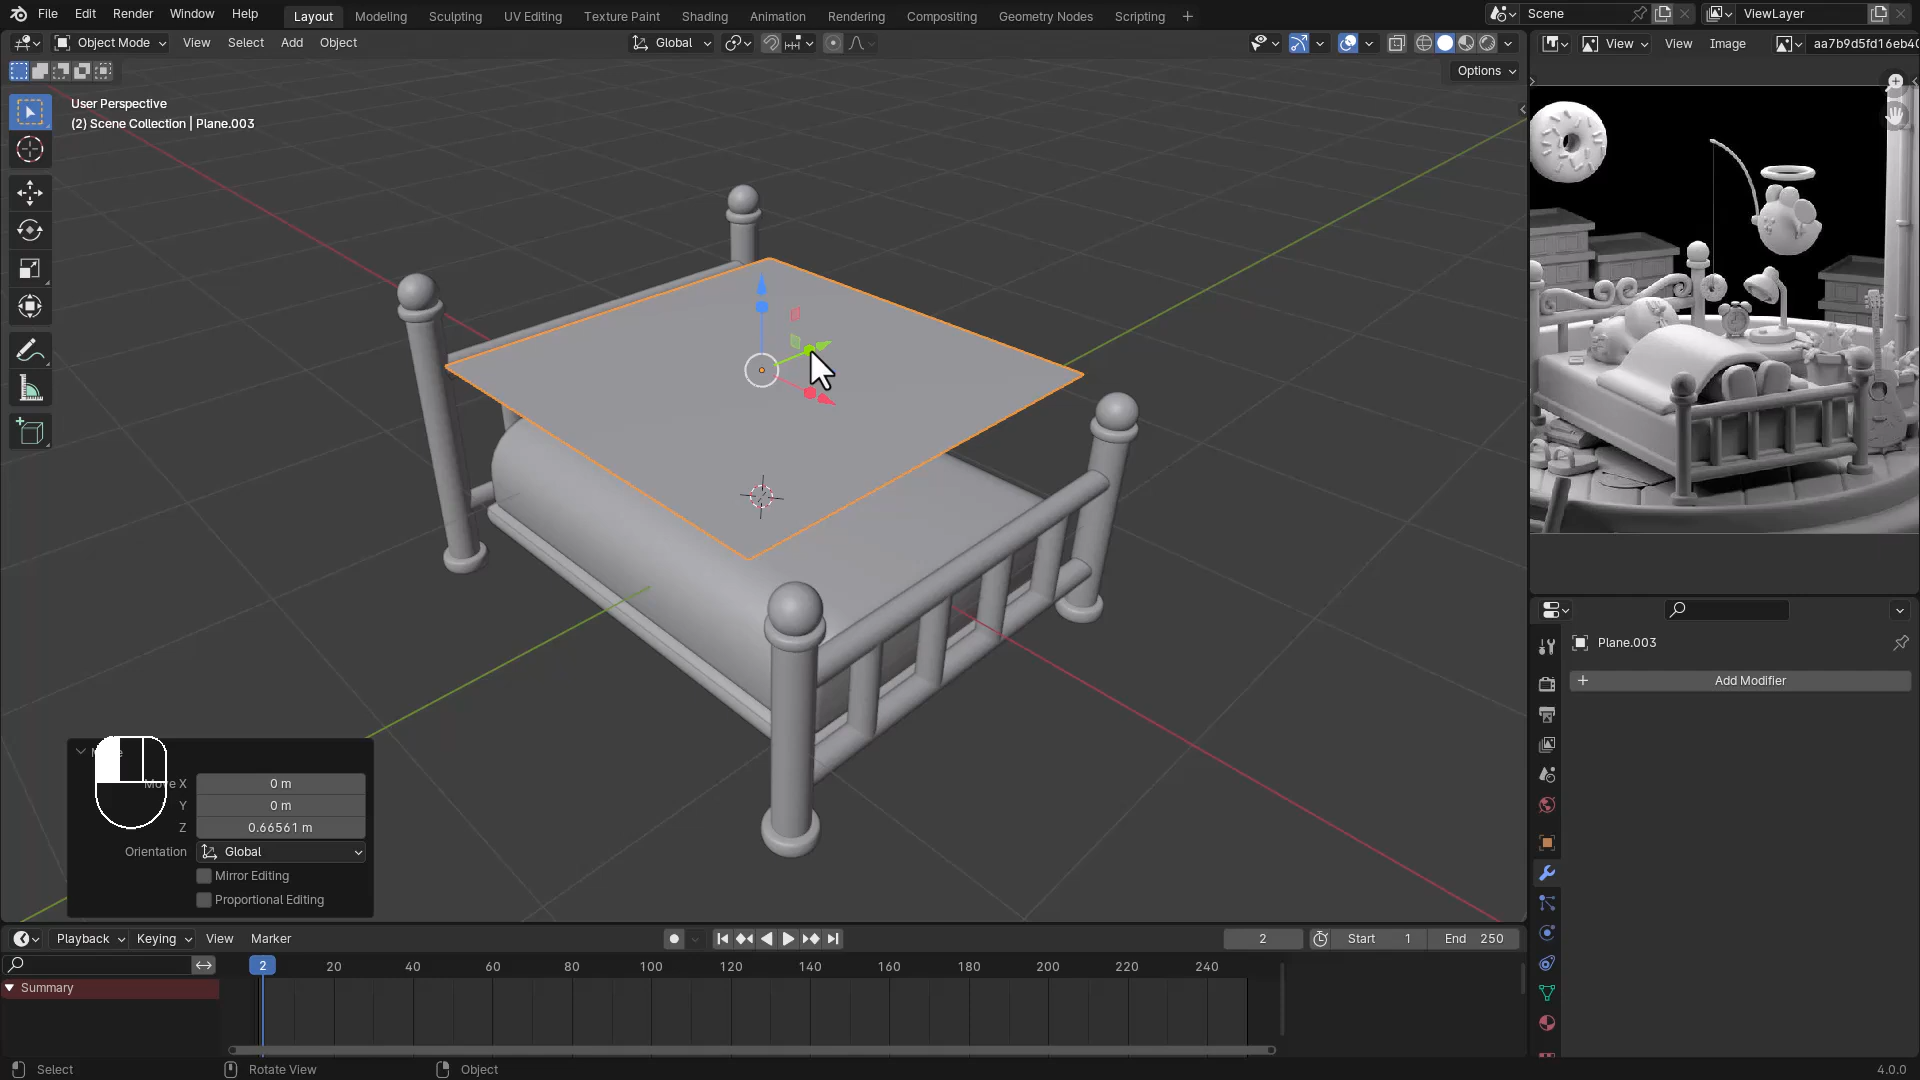 File Edit Render Window Help Layout Modeling Sculpting UV Editing Texture Paint Shading Animation Rendering Compositing Geometry Nodes Scripting + Scene ViewLayer
Object Mode View Select Add Object Global View View Image aa7b9d5fd16eb40
Options
User Perspective
(2) Scene Collection | Plane.003
Plane.003
Add Modifier
Move X 0 m
Y 0 m
Z 0.66561 m
Orientation Global
Mirror Editing
Proportional Editing
Playback Keying View Marker 2 Start 1 End 250
2 20 40 60 80 100 120 140 160 180 200 220 240
Summary
Select Rotate View Object 4.0.0